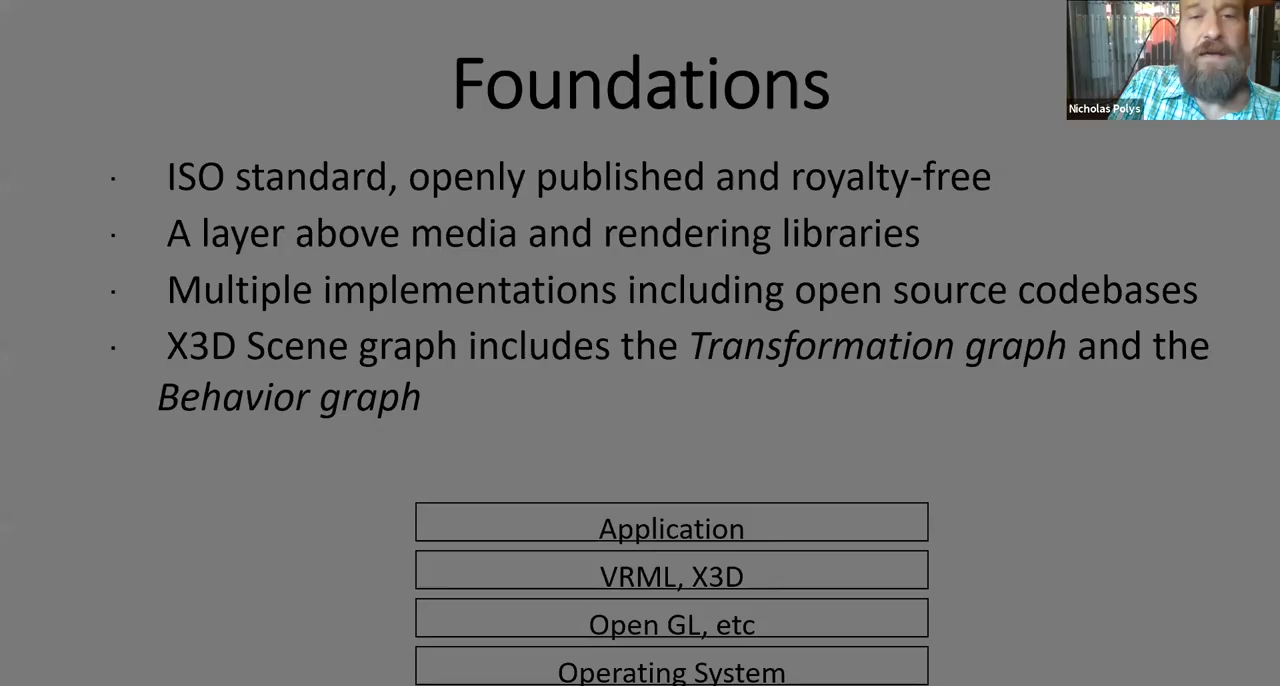 Foundations
Nicholas Polys
· ISO standard, openly published and royalty-free
· A layer above media and rendering libraries
· Multiple implementations including open source codebases
· X3D Scene graph includes the Transformation graph and the
Behavior graph
Application
VRML, X3D
Open GL, etc
Operating System